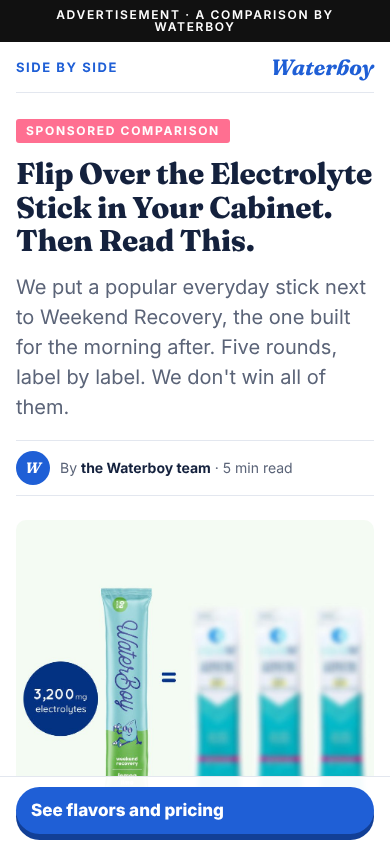 ADVERTISEMENT · A COMPARISON BY
WATERBOY
SIDE BY SIDE
Waterboy
SPONSORED COMPARISON
Flip Over the Electrolyte
Stick in Your Cabinet.
Then Read This.
We put a popular everyday stick next
to Weekend Recovery, the one built
for the morning after. Five rounds,
label by label. We don't win all of
them.
W
By the Waterboy team · 5 min read
3,200mg
electrolytes
WaterBoy
weekend
recovery
=
See flavors and pricing